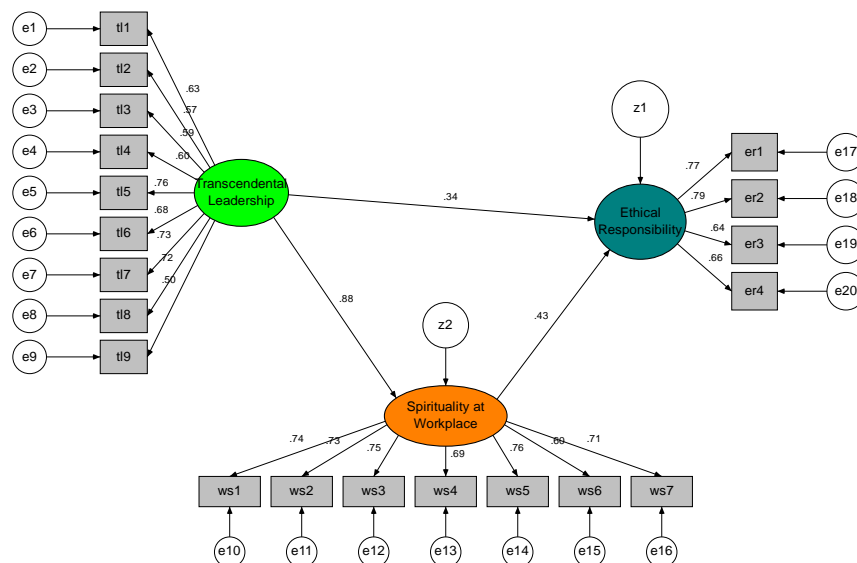 e1
tl1
e2
tl2
e3
tl3
e4
tl4
e5
tl5
e6
tl6
e7
tl7
e8
tl8
e9
tl9
.63
.57
.59
.60
.76
.68
.73
.72
.50
Transcendental
Leadership
.34
.88
.43
z1
Ethical
Responsibility
.77
.79
.64
.66
er1
e17
er2
e18
er3
e19
er4
e20
z2
Spirituality at
Workplace
.74
.73
.75
.69
.76
.60
.71
ws1
ws2
ws3
ws4
ws5
ws6
ws7
e10
e11
e12
e13
e14
e15
e16